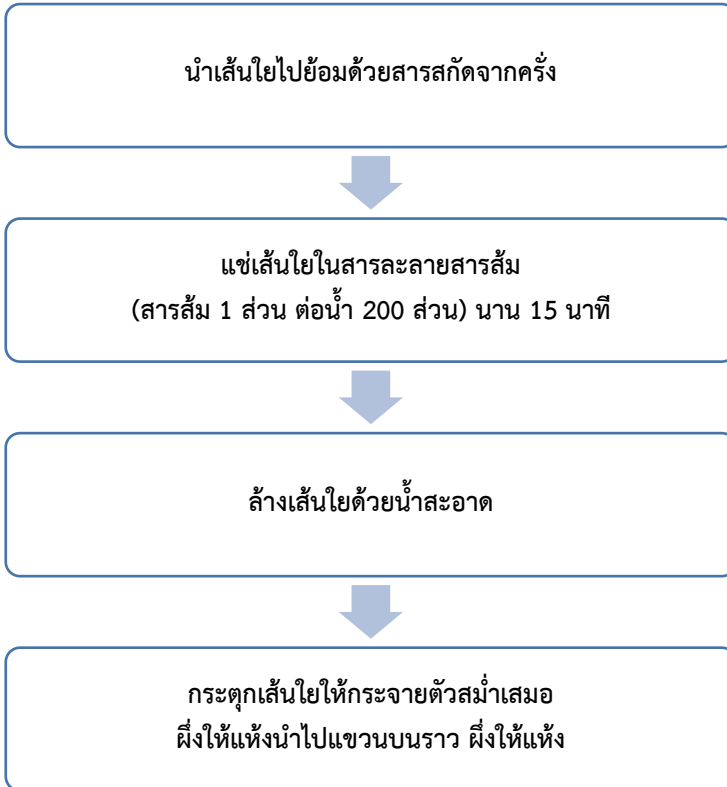 นำเส้นใยไปย้อมด้วยสารสกัดจากครั่ง
แช่เส้นใยในสารละลายสารส้ม
(สารส้ม 1 ส่วน ต่อน้ำ 200 ส่วน) นาน 15 นาที
ล้างเส้นใยด้วยน้ำสะอาด
กระตุกเส้นใยให้กระจายตัวสม่ำเสมอ
ผึ่งให้แห้งนำไปแขวนบนราว ผึ่งให้แห้ง